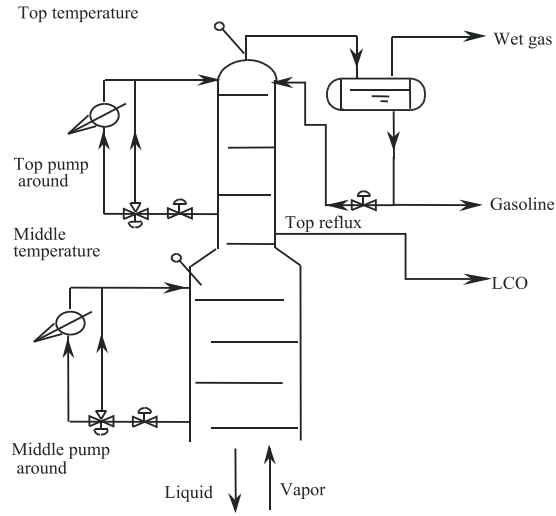 Top temperature
Wet gas
Top pump
around
Gasoline
Top reflux
Middle
temperature
LCO
Middle pump
around
Liquid
Vapor